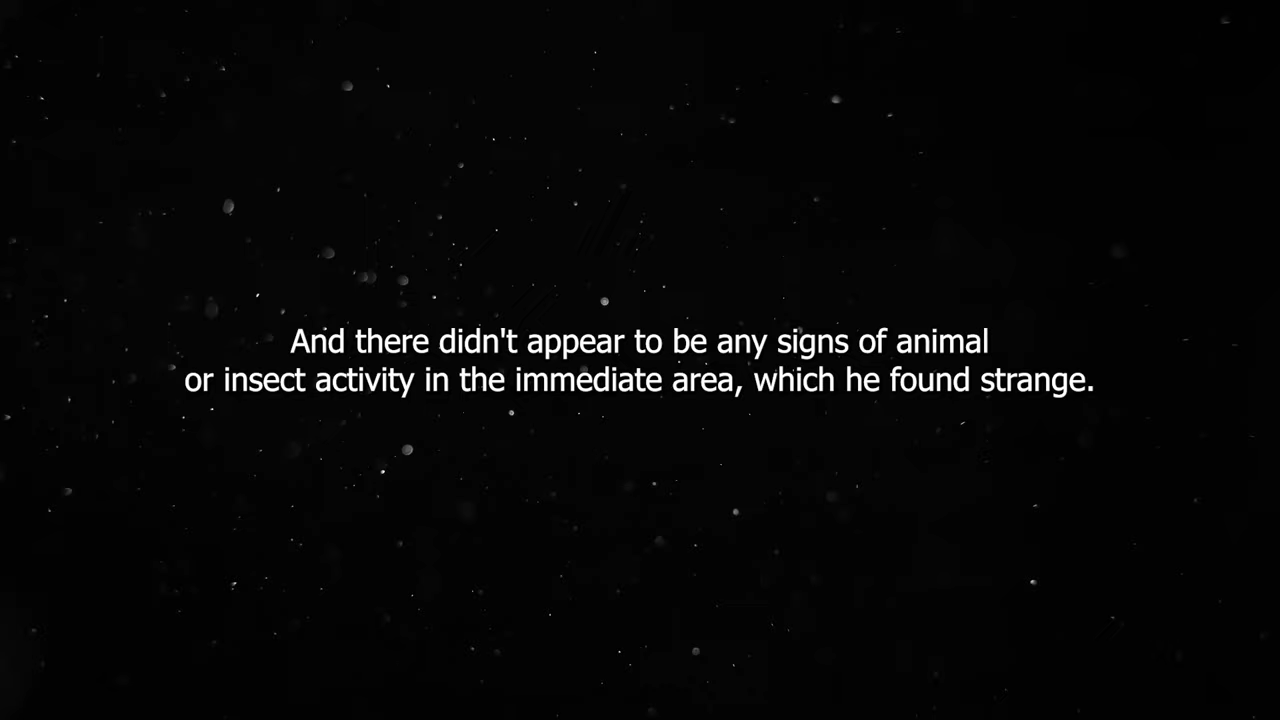 And there didn't appear to be any signs of animal
or insect activity in the immediate area, which he found strange.